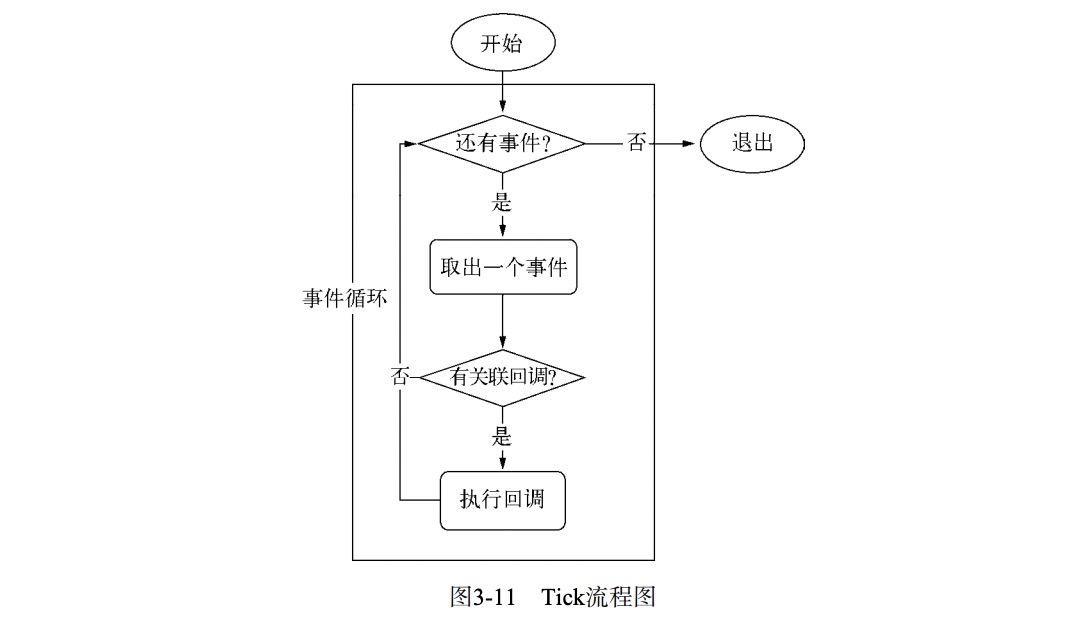 开始
还有事件?
否
退出
是
取出一个事件
事件循环
有关联回调?
否
是
执行回调
图3-11 Tick流程图